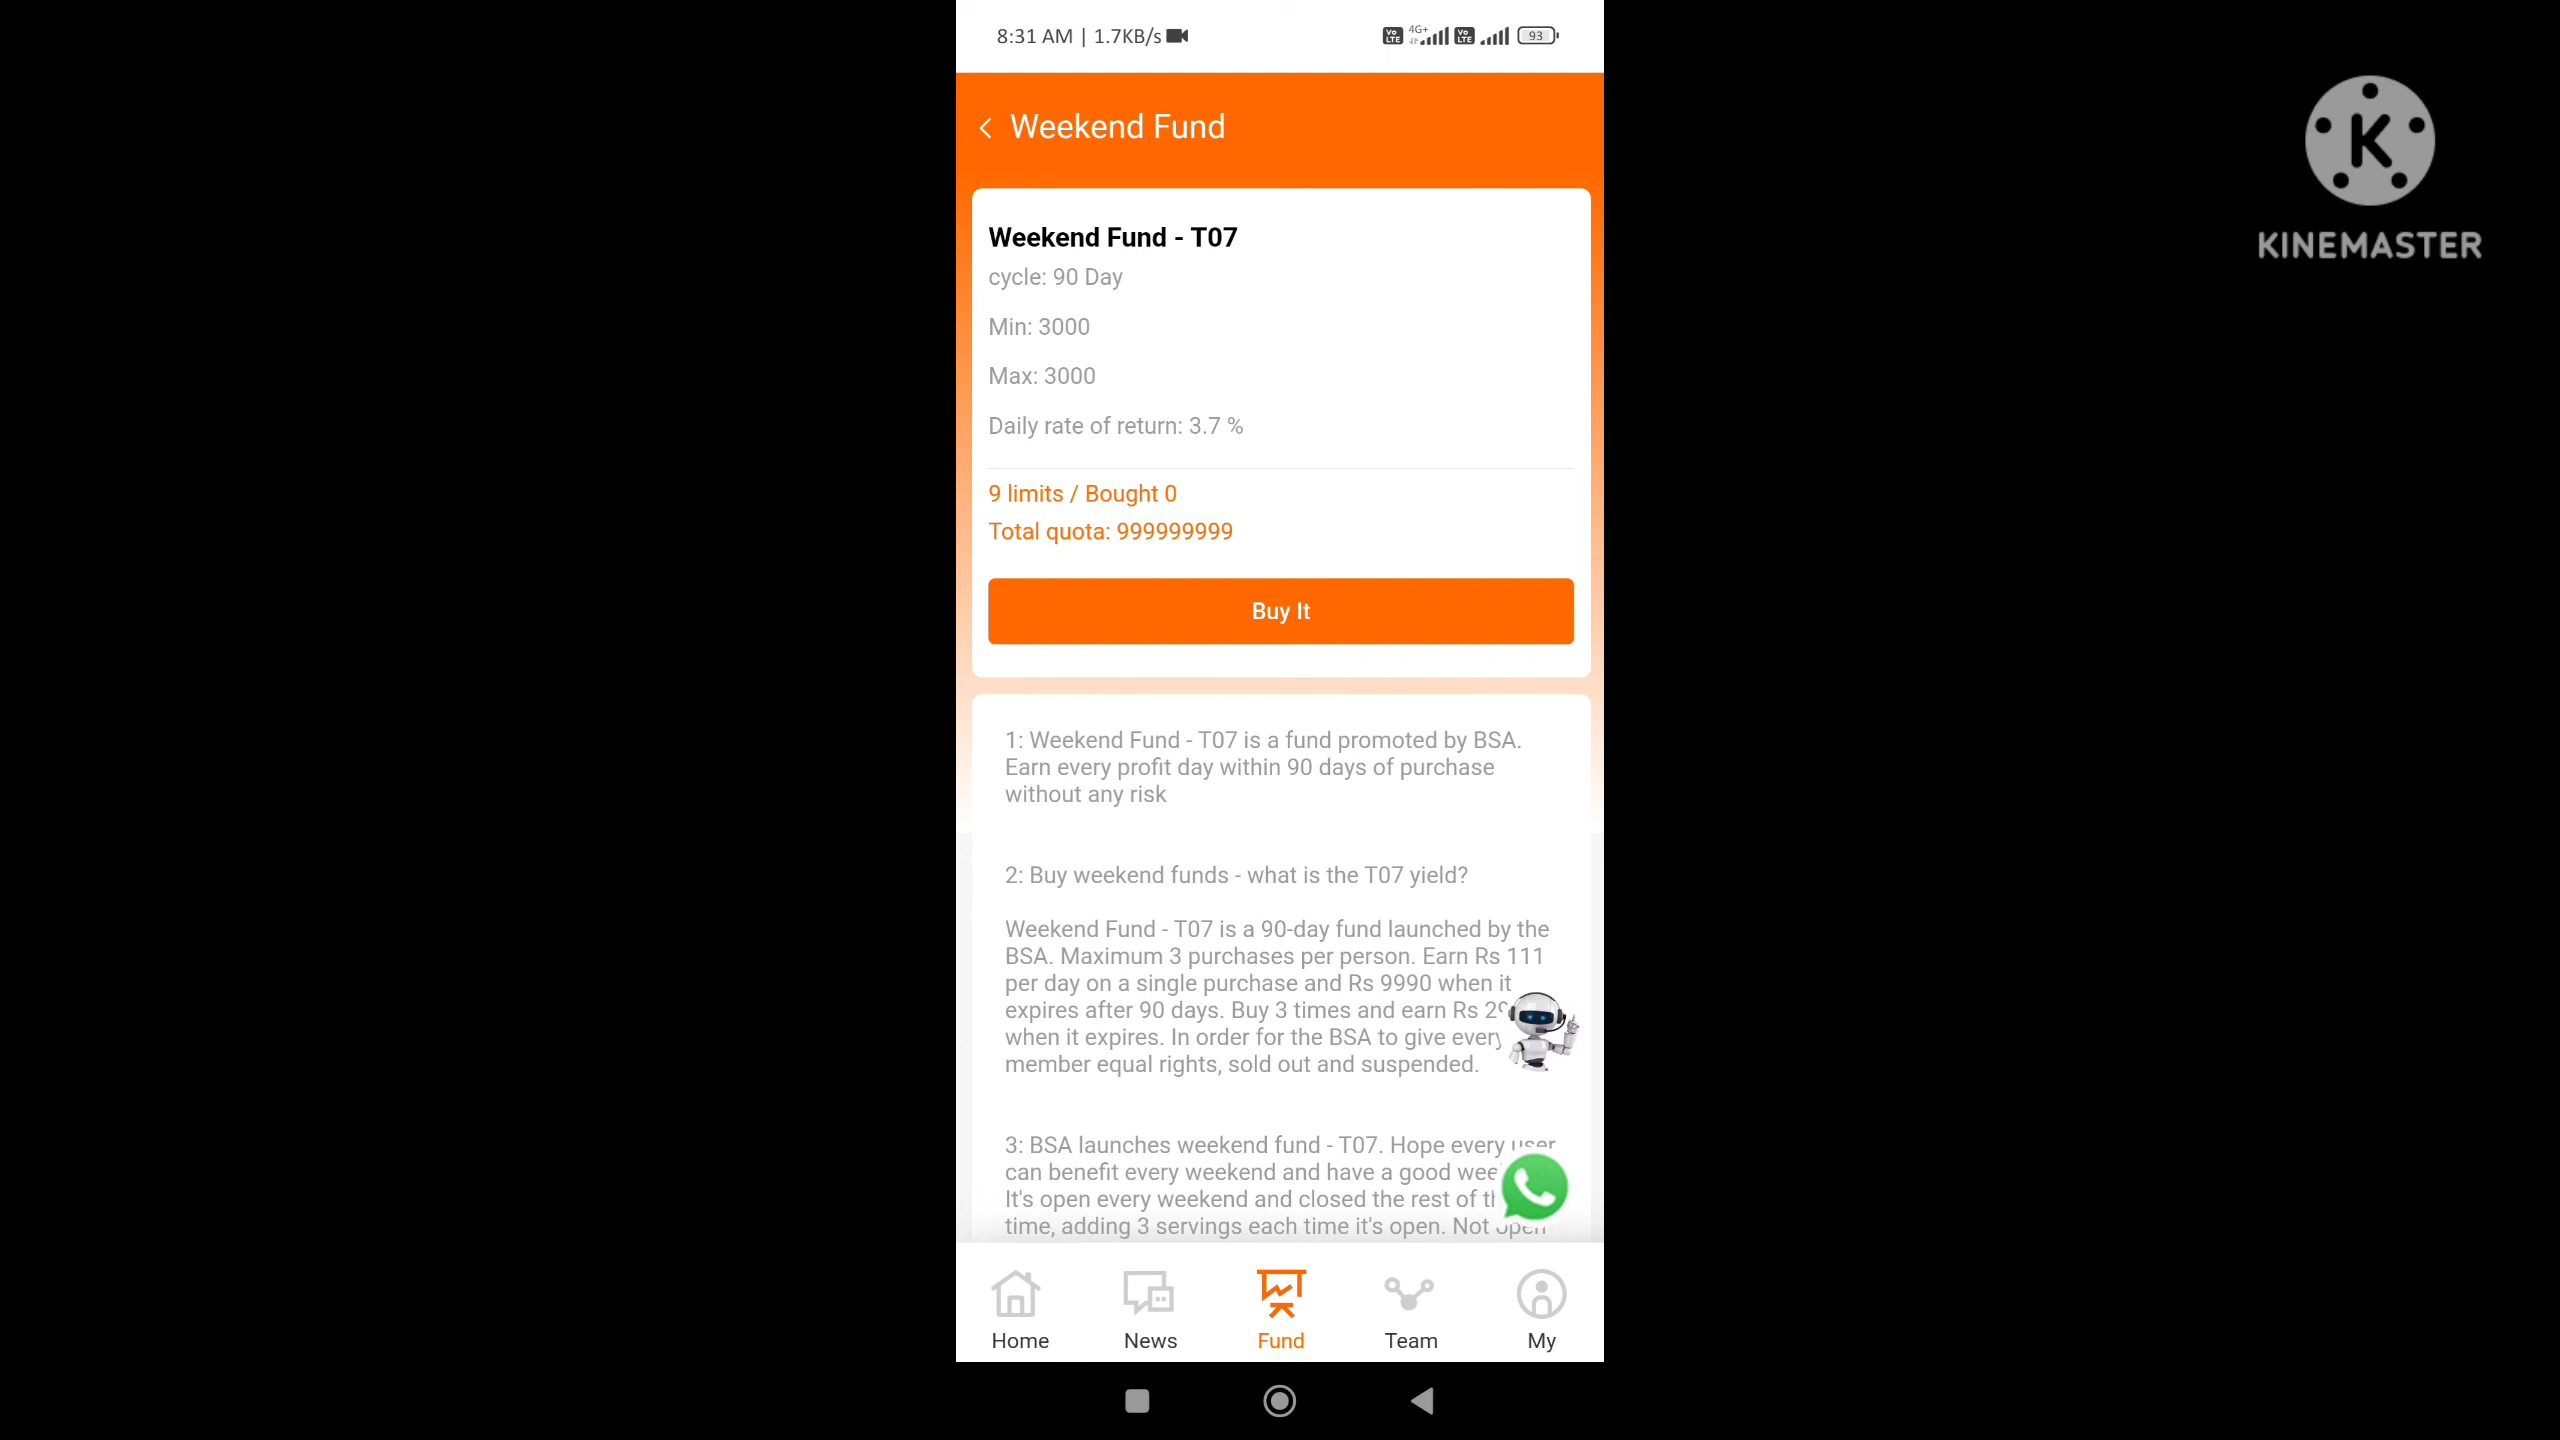 8:31 AM | 1.7KB/s
Vo LTE 4G+ Vo LTE 93
Weekend Fund
K
KINEMASTER
Weekend Fund - T07
cycle: 90 Day
Min: 3000
Max: 3000
Daily rate of return: 3.7 %
9 limits / Bought 0
Total quota: 999999999
Buy It
1: Weekend Fund - T07 is a fund promoted by BSA.
Earn every profit day within 90 days of purchase
without any risk
2: Buy weekend funds - what is the T07 yield?
Weekend Fund - T07 is a 90-day fund launched by the
BSA. Maximum 3 purchases per person. Earn Rs 111
per day on a single purchase and Rs 9990 when it
expires after 90 days. Buy 3 times and earn Rs
when it expires. In order for the BSA to give every
member equal rights, sold out and suspended.
3: BSA launches weekend fund - T07. Hope every user
can benefit every weekend and have a good
It's open every weekend and closed the rest of
time, adding 3 servings each time it's open. Not open
Home
News
Fund
Team
My